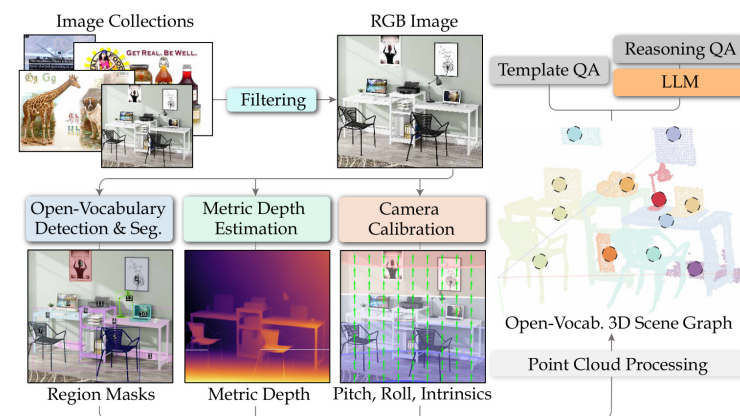 Image Collections
GET REAL. BE WELL.
Gg Gg
Filtering
RGB Image
Template QA
Reasoning QA
LLM
Open-Vocabulary
Detection & Seg.
Metric Depth
Estimation
Camera
Calibration
Region Masks
Metric Depth
Pitch, Roll, Intrinsics
Open-Vocab. 3D Scene Graph
Point Cloud Processing